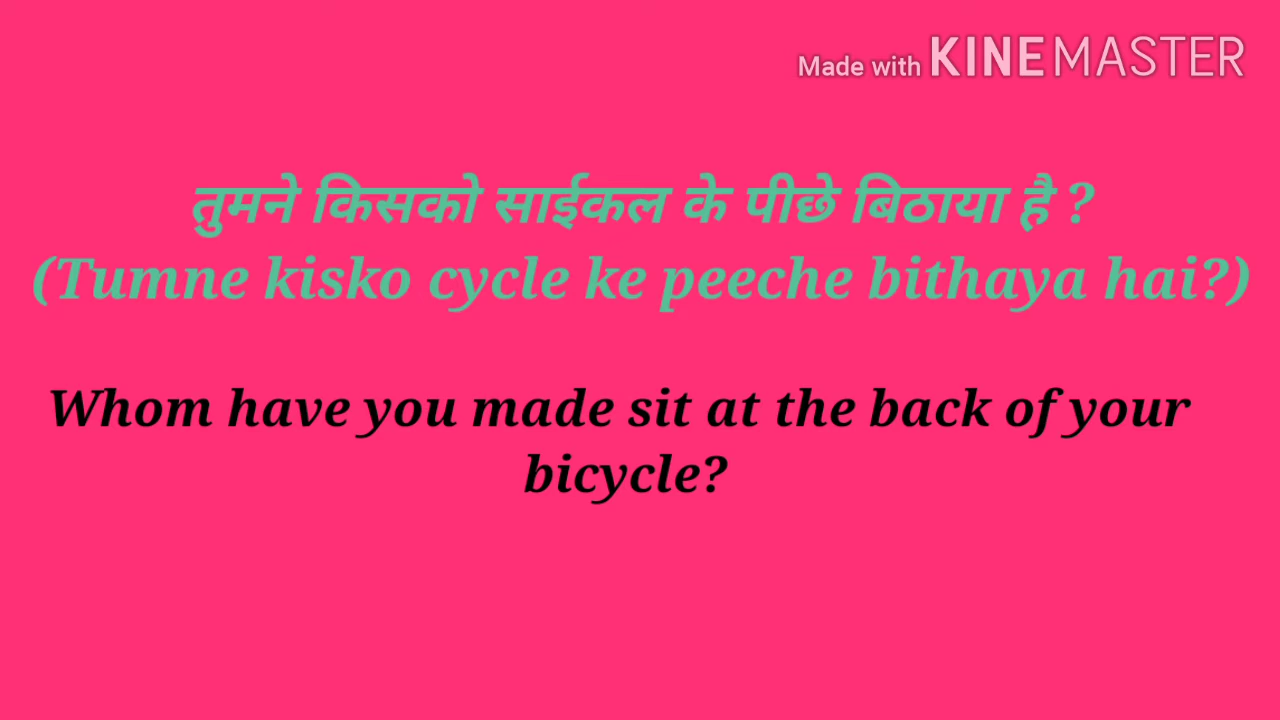 Made with KINEMASTER
तुमने किसको साईकल के पीछे बिठाया है ?
(Tumne kisko cycle ke peeche bithaya hai?)
Whom have you made sit at the back of your
bicycle?